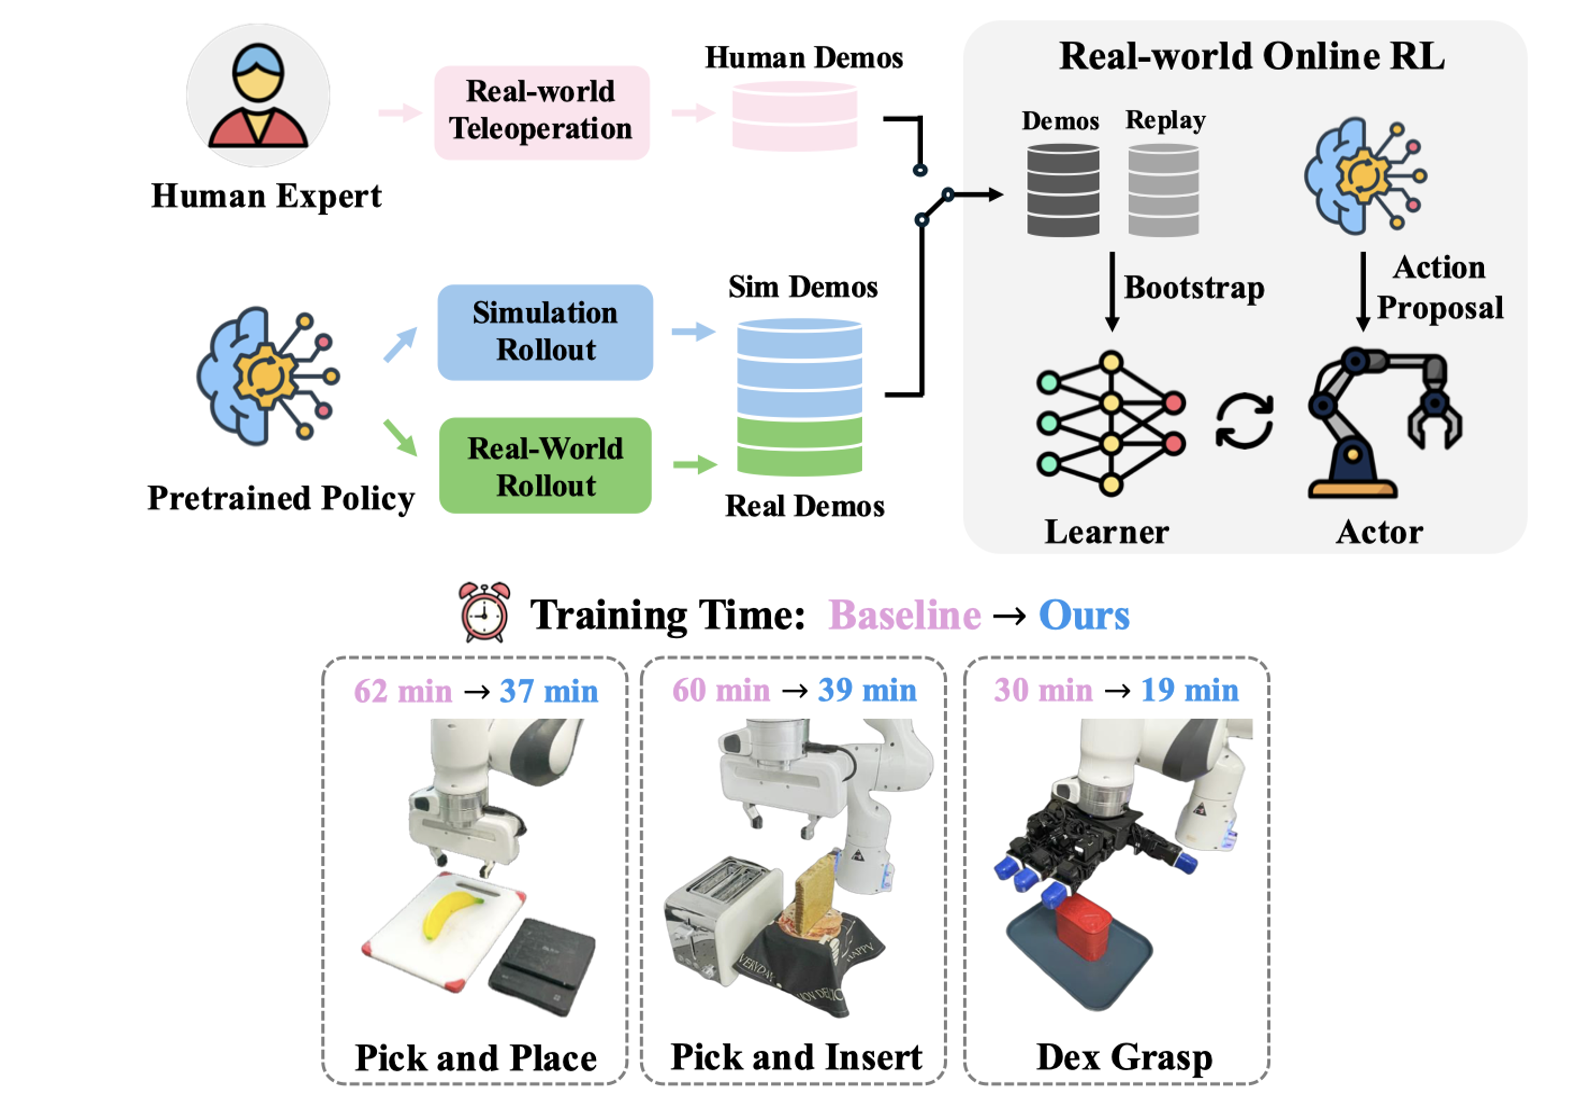 Human Expert
Real-world
Teleoperation
Human Demos
Pretrained Policy
Simulation
Rollout
Real-World
Rollout
Sim Demos
Real Demos
Real-world Online RL
Demos
Replay
Bootstrap
Action
Proposal
Learner
Actor
Training Time: Baseline → Ours
62 min → 37 min
Pick and Place
60 min → 39 min
HAPPY
Pick and Insert
30 min → 19 min
Dex Grasp